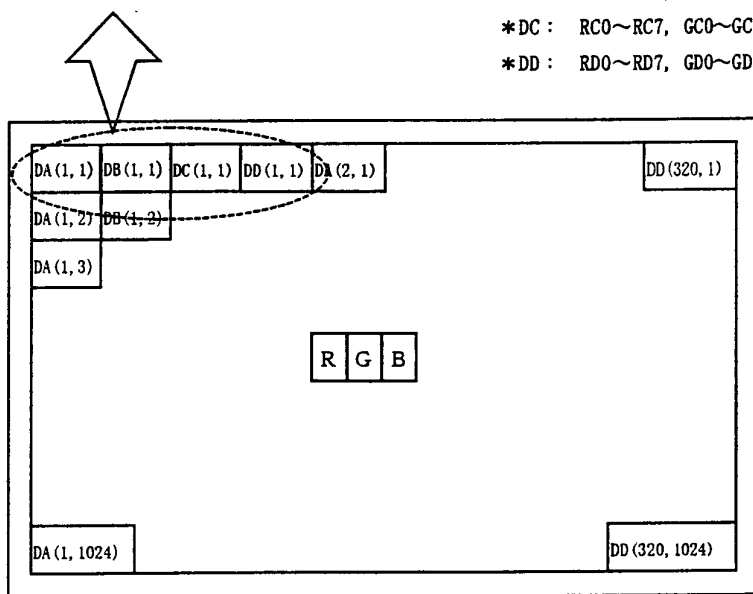 *DC : RC0~RC7, GC0~GC
*DD : RD0~RD7, GD0~GD
DA(1, 1) DB(1, 1) DC(1, 1) DD(1, 1) DA(2, 1) DD(320, 1)
DA(1, 2) DB(1, 2)
DA(1, 3)
R G B
DA(1, 1024) DD(320, 1024)